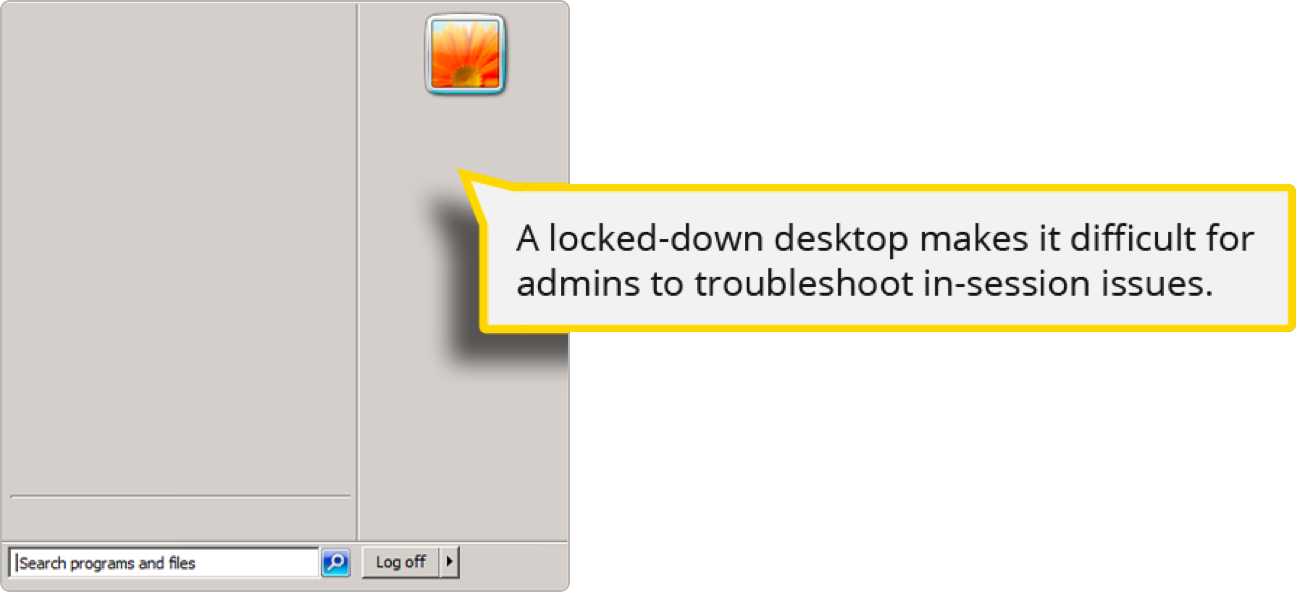 A locked-down desktop makes it difficult for
admins to troubleshoot in-session issues.
Search programs and files
Log off